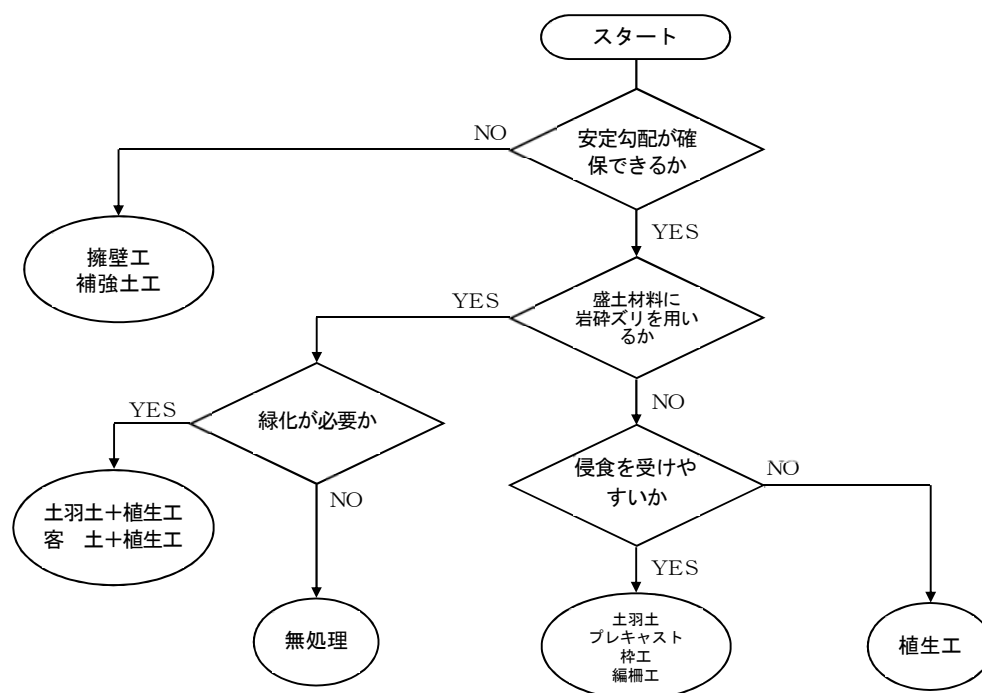 スタート
安定勾配が確
保できるか
NO
YES
擁壁工
補強土工
盛土材料に
岩砕ズリを用い
るか
YES
NO
緑化が必要か
YES
NO
侵食を受けや
すいか
NO
YES
土羽土＋植生工
客　土＋植生工
無処理
土羽土
プレキャスト
枠工
編柵工
植生工